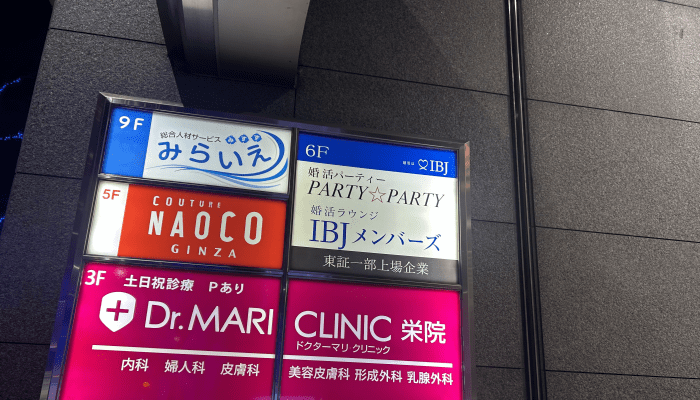 9F
総合人材サービス
みらいえ
6F
IBJ
婚活パーティー
PARTY☆PARTY
婚活ラウンジ
IBJメンバーズ
東証一部上場企業
5F
COUTURE
NAOCO
GINZA
3F 土日祝診療 Pあり
Dr.MARI CLINIC 栄院
ドクターマリ クリニック
内科 婦人科 皮膚科 美容皮膚科 形成外科 乳腺外科